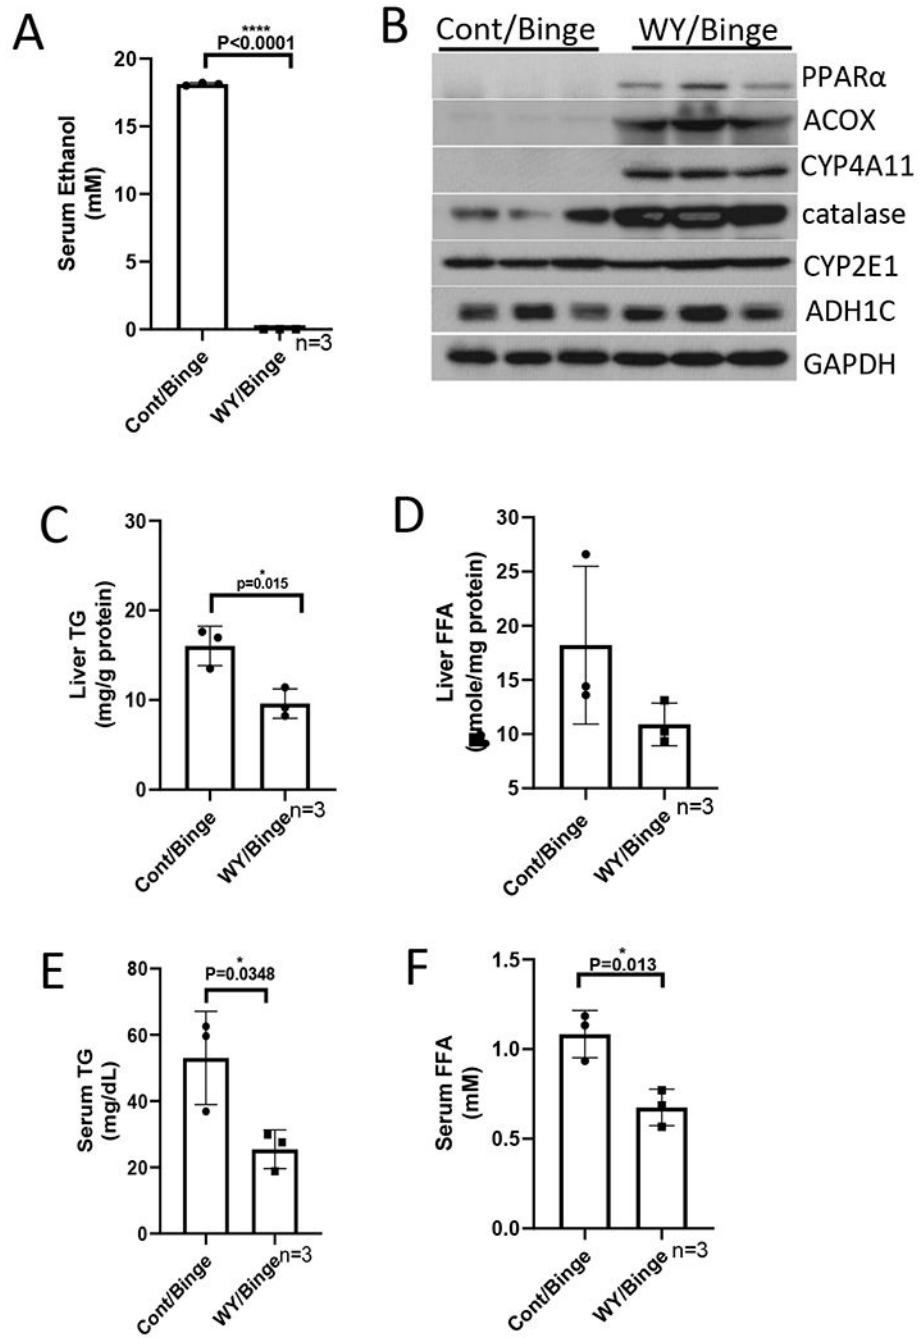 A
****
P<0.0001
20
15
10
5
0
Serum Ethanol
(mM)
Cont/Binge
WY/Binge
n=3
B
Cont/Binge WY/Binge
PPARα
ACOX
CYP4A11
catalase
CYP2E1
ADH1C
GAPDH
C
*
p=0.015
30
20
10
0
Liver TG
(mg/g protein)
Cont/Binge
WY/Binge
n=3
D
30
25
20
15
10
5
Liver FFA
mole/mg protein)
Cont/Binge
WY/Binge
n=3
E
*
P=0.0348
80
60
40
20
0
Serum TG
(mg/dL)
Cont/Binge
WY/Binge
n=3
F
*
P=0.013
1.5
1.0
0.5
0.0
Serum FFA
(mM)
Cont/Binge
WY/Binge
n=3